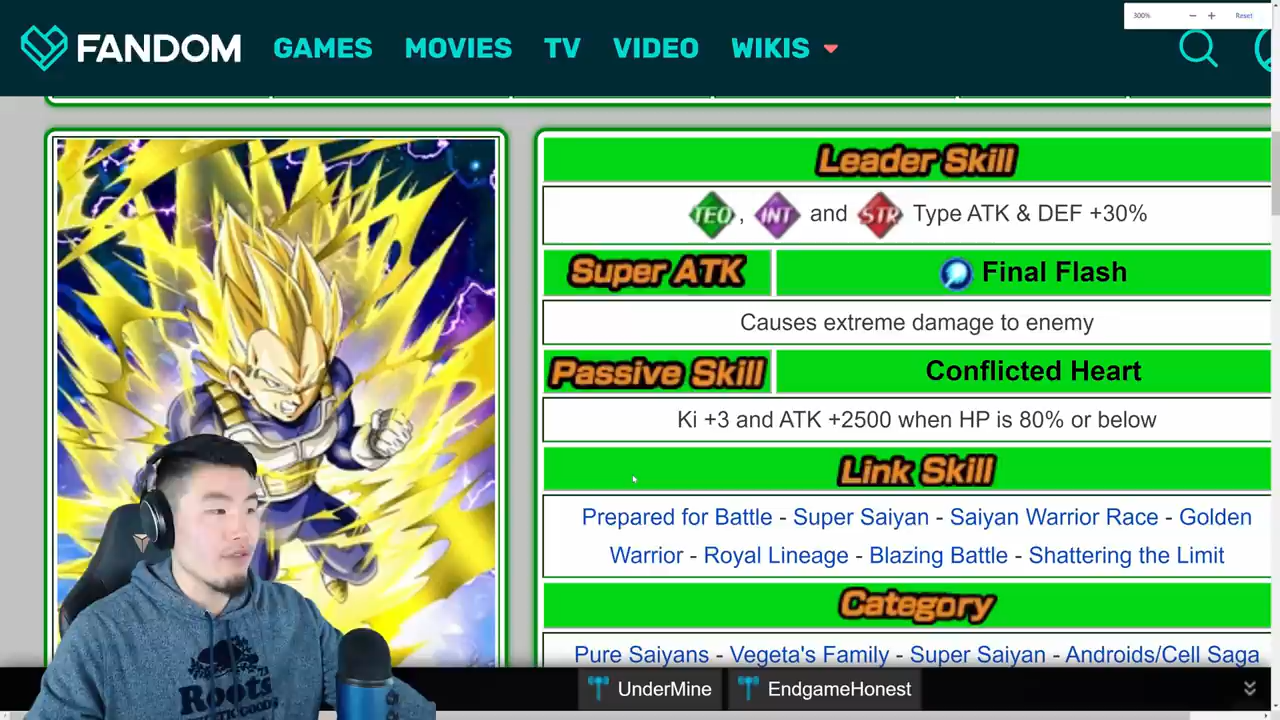 300% − + Reset
FANDOM GAMES MOVIES TV VIDEO WIKIS
Leader Skill
TEQ, INT and STR Type ATK & DEF +30%
Super ATK Final Flash
Causes extreme damage to enemy
Passive Skill Conflicted Heart
Ki +3 and ATK +2500 when HP is 80% or below
Link Skill
Prepared for Battle - Super Saiyan - Saiyan Warrior Race - Golden
Warrior - Royal Lineage - Blazing Battle - Shattering the Limit
Category
Pure Saiyans - Vegeta's Family - Super Saiyan - Androids/Cell Saga
Roots
UnderMine EndgameHonest